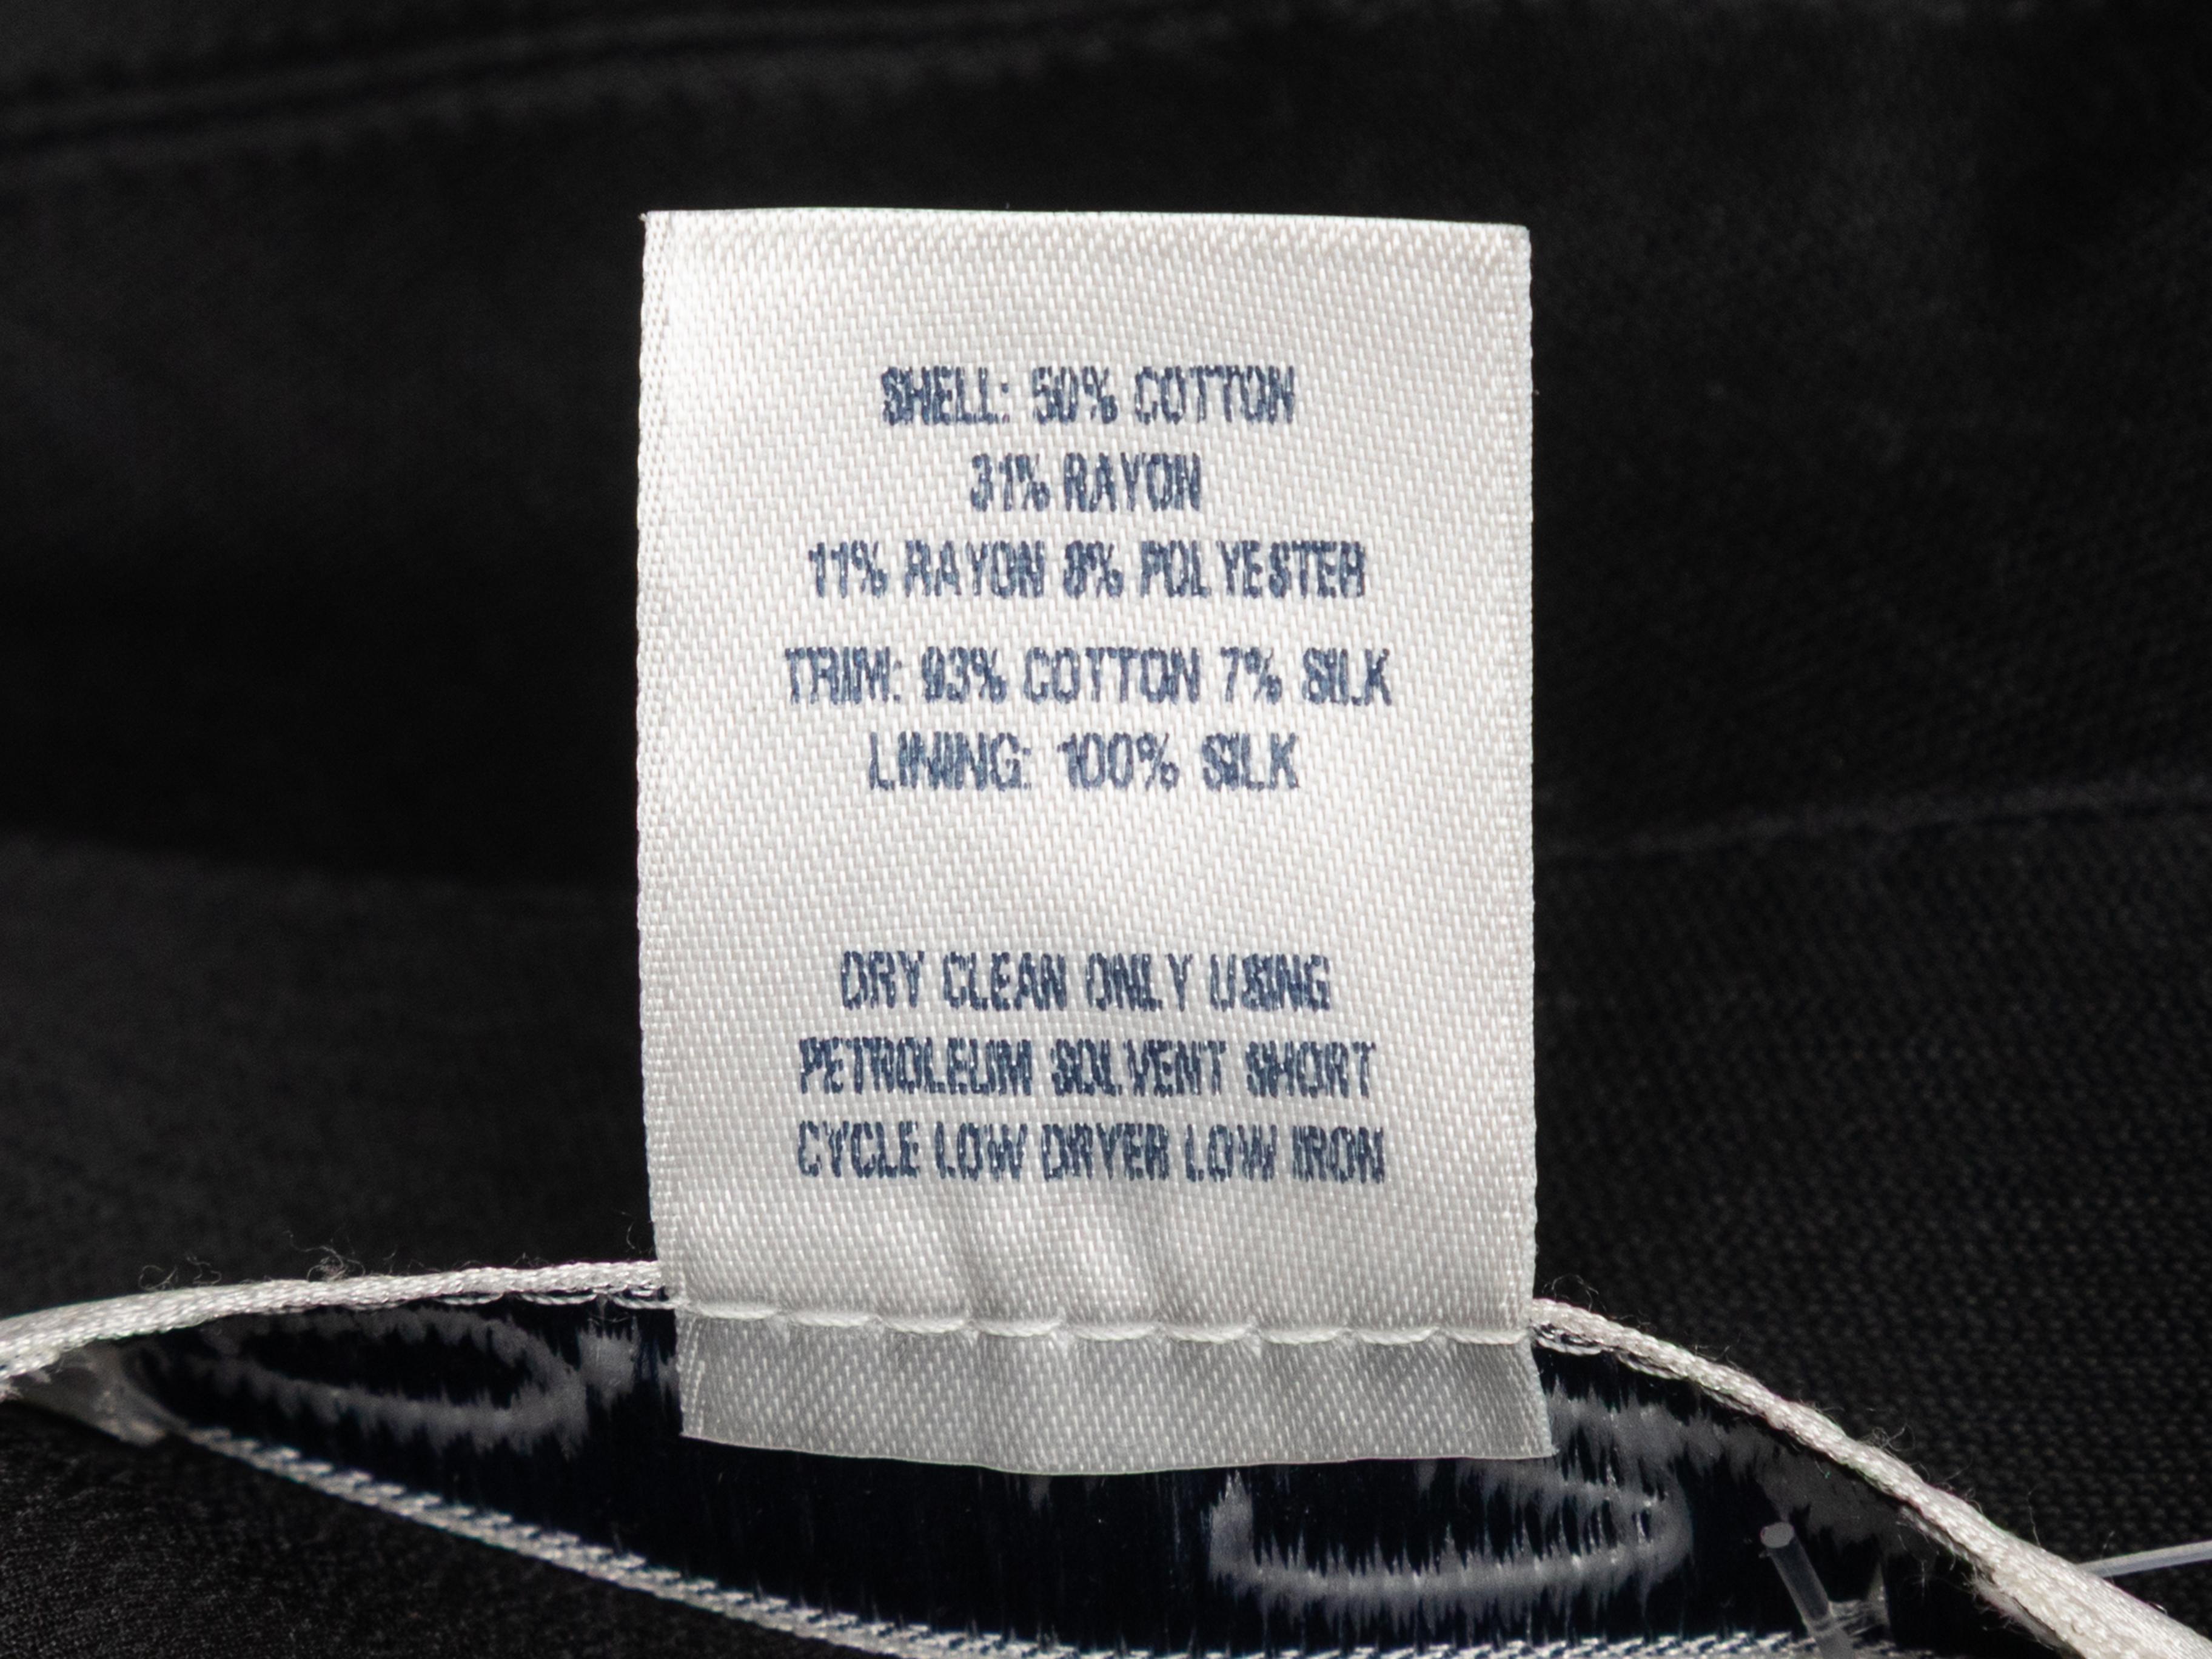 SHELL: 50% COTTON
31% RAYON
11% RAYON 8% POLYESTER
TRIM: 93% COTTON 7% SILK
LINING: 100% SILK
DRY CLEAN ONLY USING
PETROLEUM SOLVENT SHORT
CYCLE LOW DRYER LOW IRON